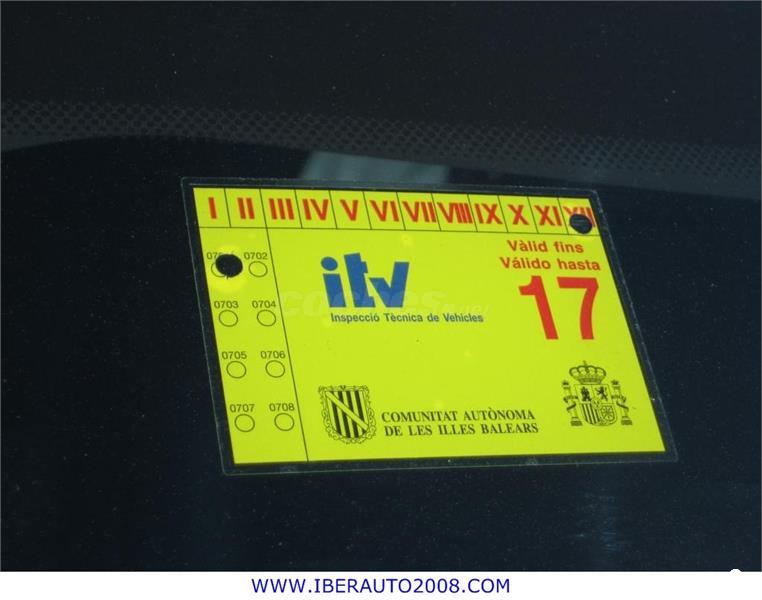 I II III IV V VI VII VIII IX X XI XII
Vàlid fins
Válido hasta
17
itv
Inspecció Tècnica de Vehicles
0702
0703 0704
0705 0706
0707 0708
COMUNITAT AUTÒNOMA
DE LES ILLES BALEARS
WWW.IBERAUTO2008.COM